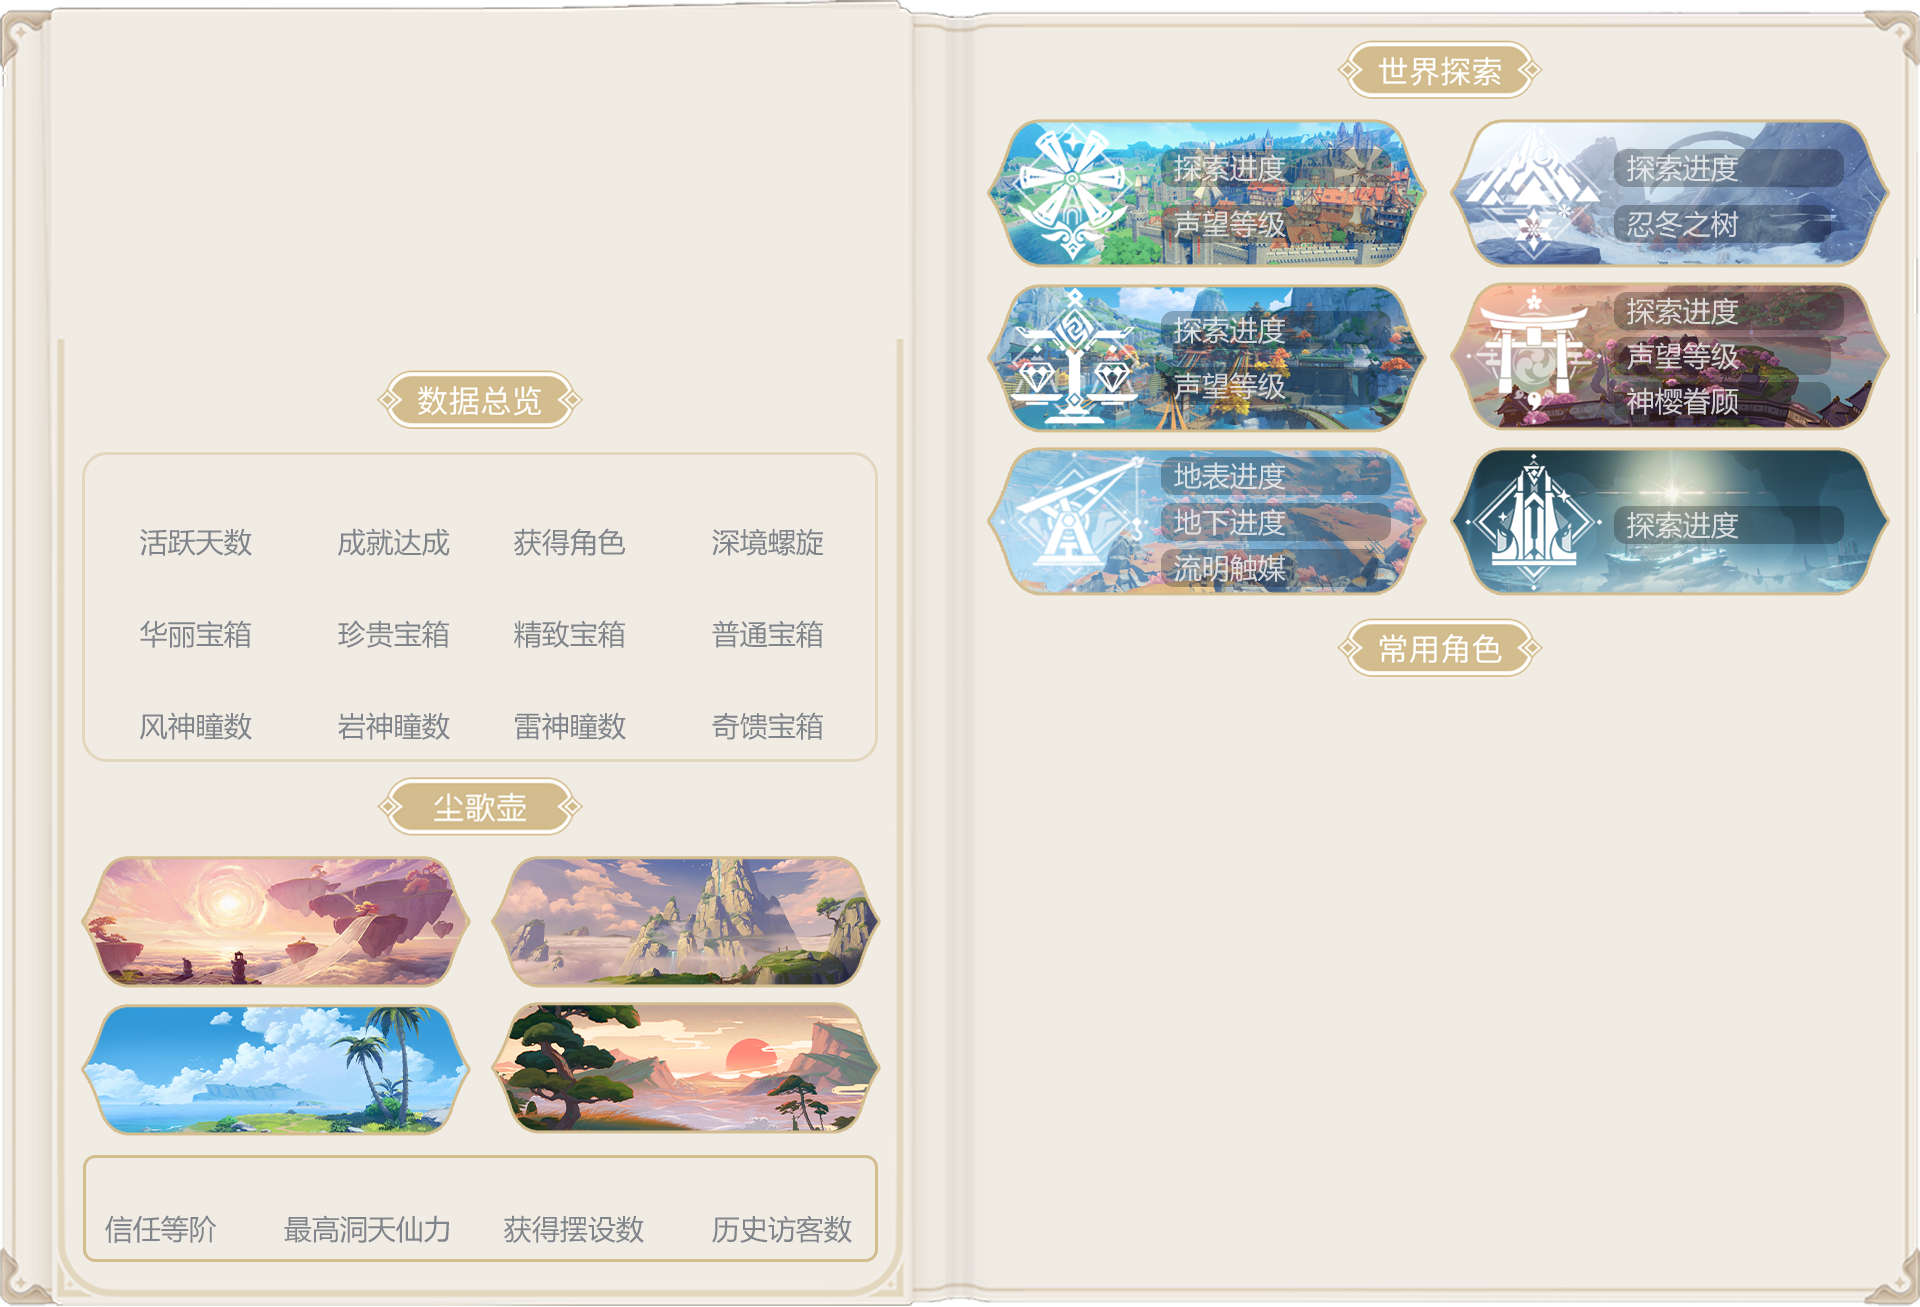 数据总览
活跃天数 成就达成 获得角色 深境螺旋
华丽宝箱 珍贵宝箱 精致宝箱 普通宝箱
风神瞳数 岩神瞳数 雷神瞳数 奇馈宝箱
尘歌壶
信任等阶 最高洞天仙力 获得摆设数 历史访客数
世界探索
探索进度
声望等级
探索进度
忍冬之树
探索进度
声望等级
探索进度
声望等级
神樱眷顾
地表进度
地下进度
流明触媒
探索进度
常用角色